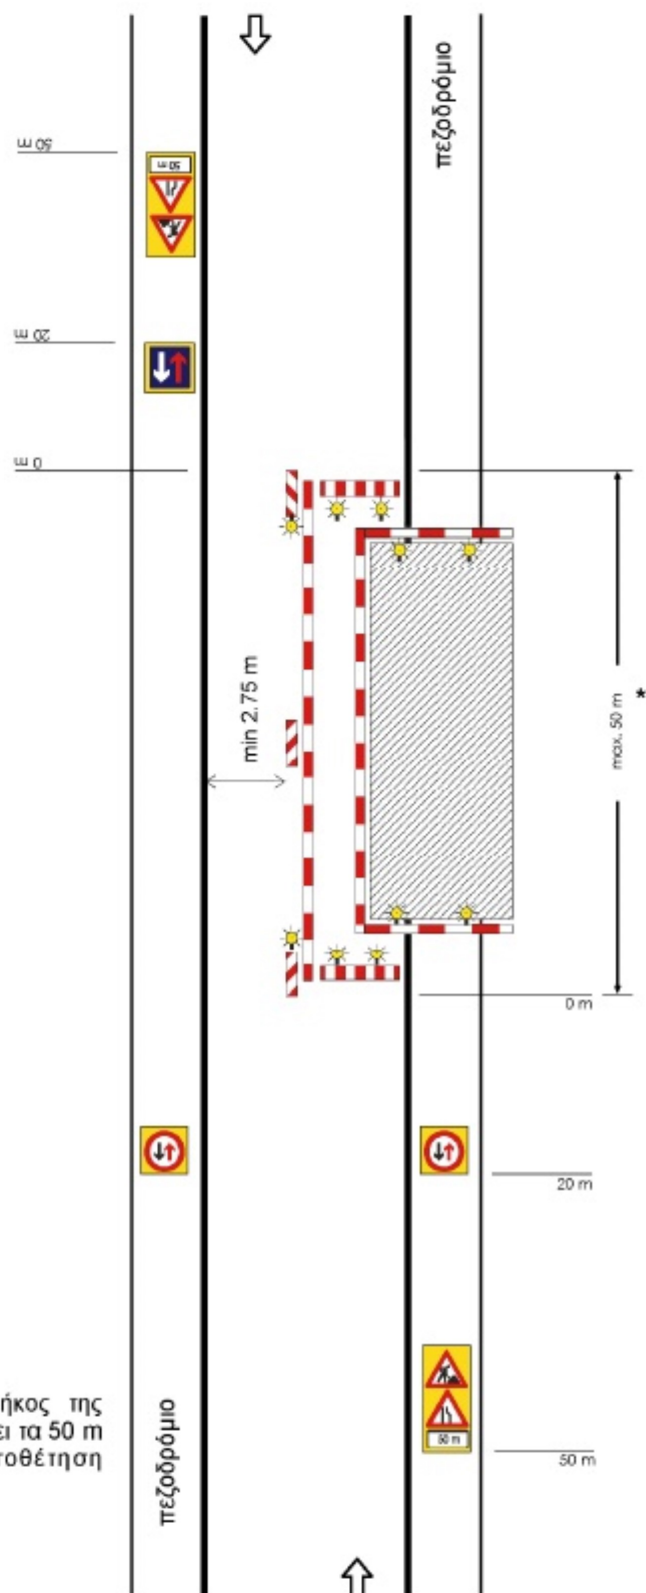 πεζοδρόμιο
50 m
50 m
20 m
0 m
min 2.75 m
max. 50 m
*
0 m
20 m
50 m
50 m
πεζοδρόμιο
ήκος της
ει τα 50 m
τοθέτηση